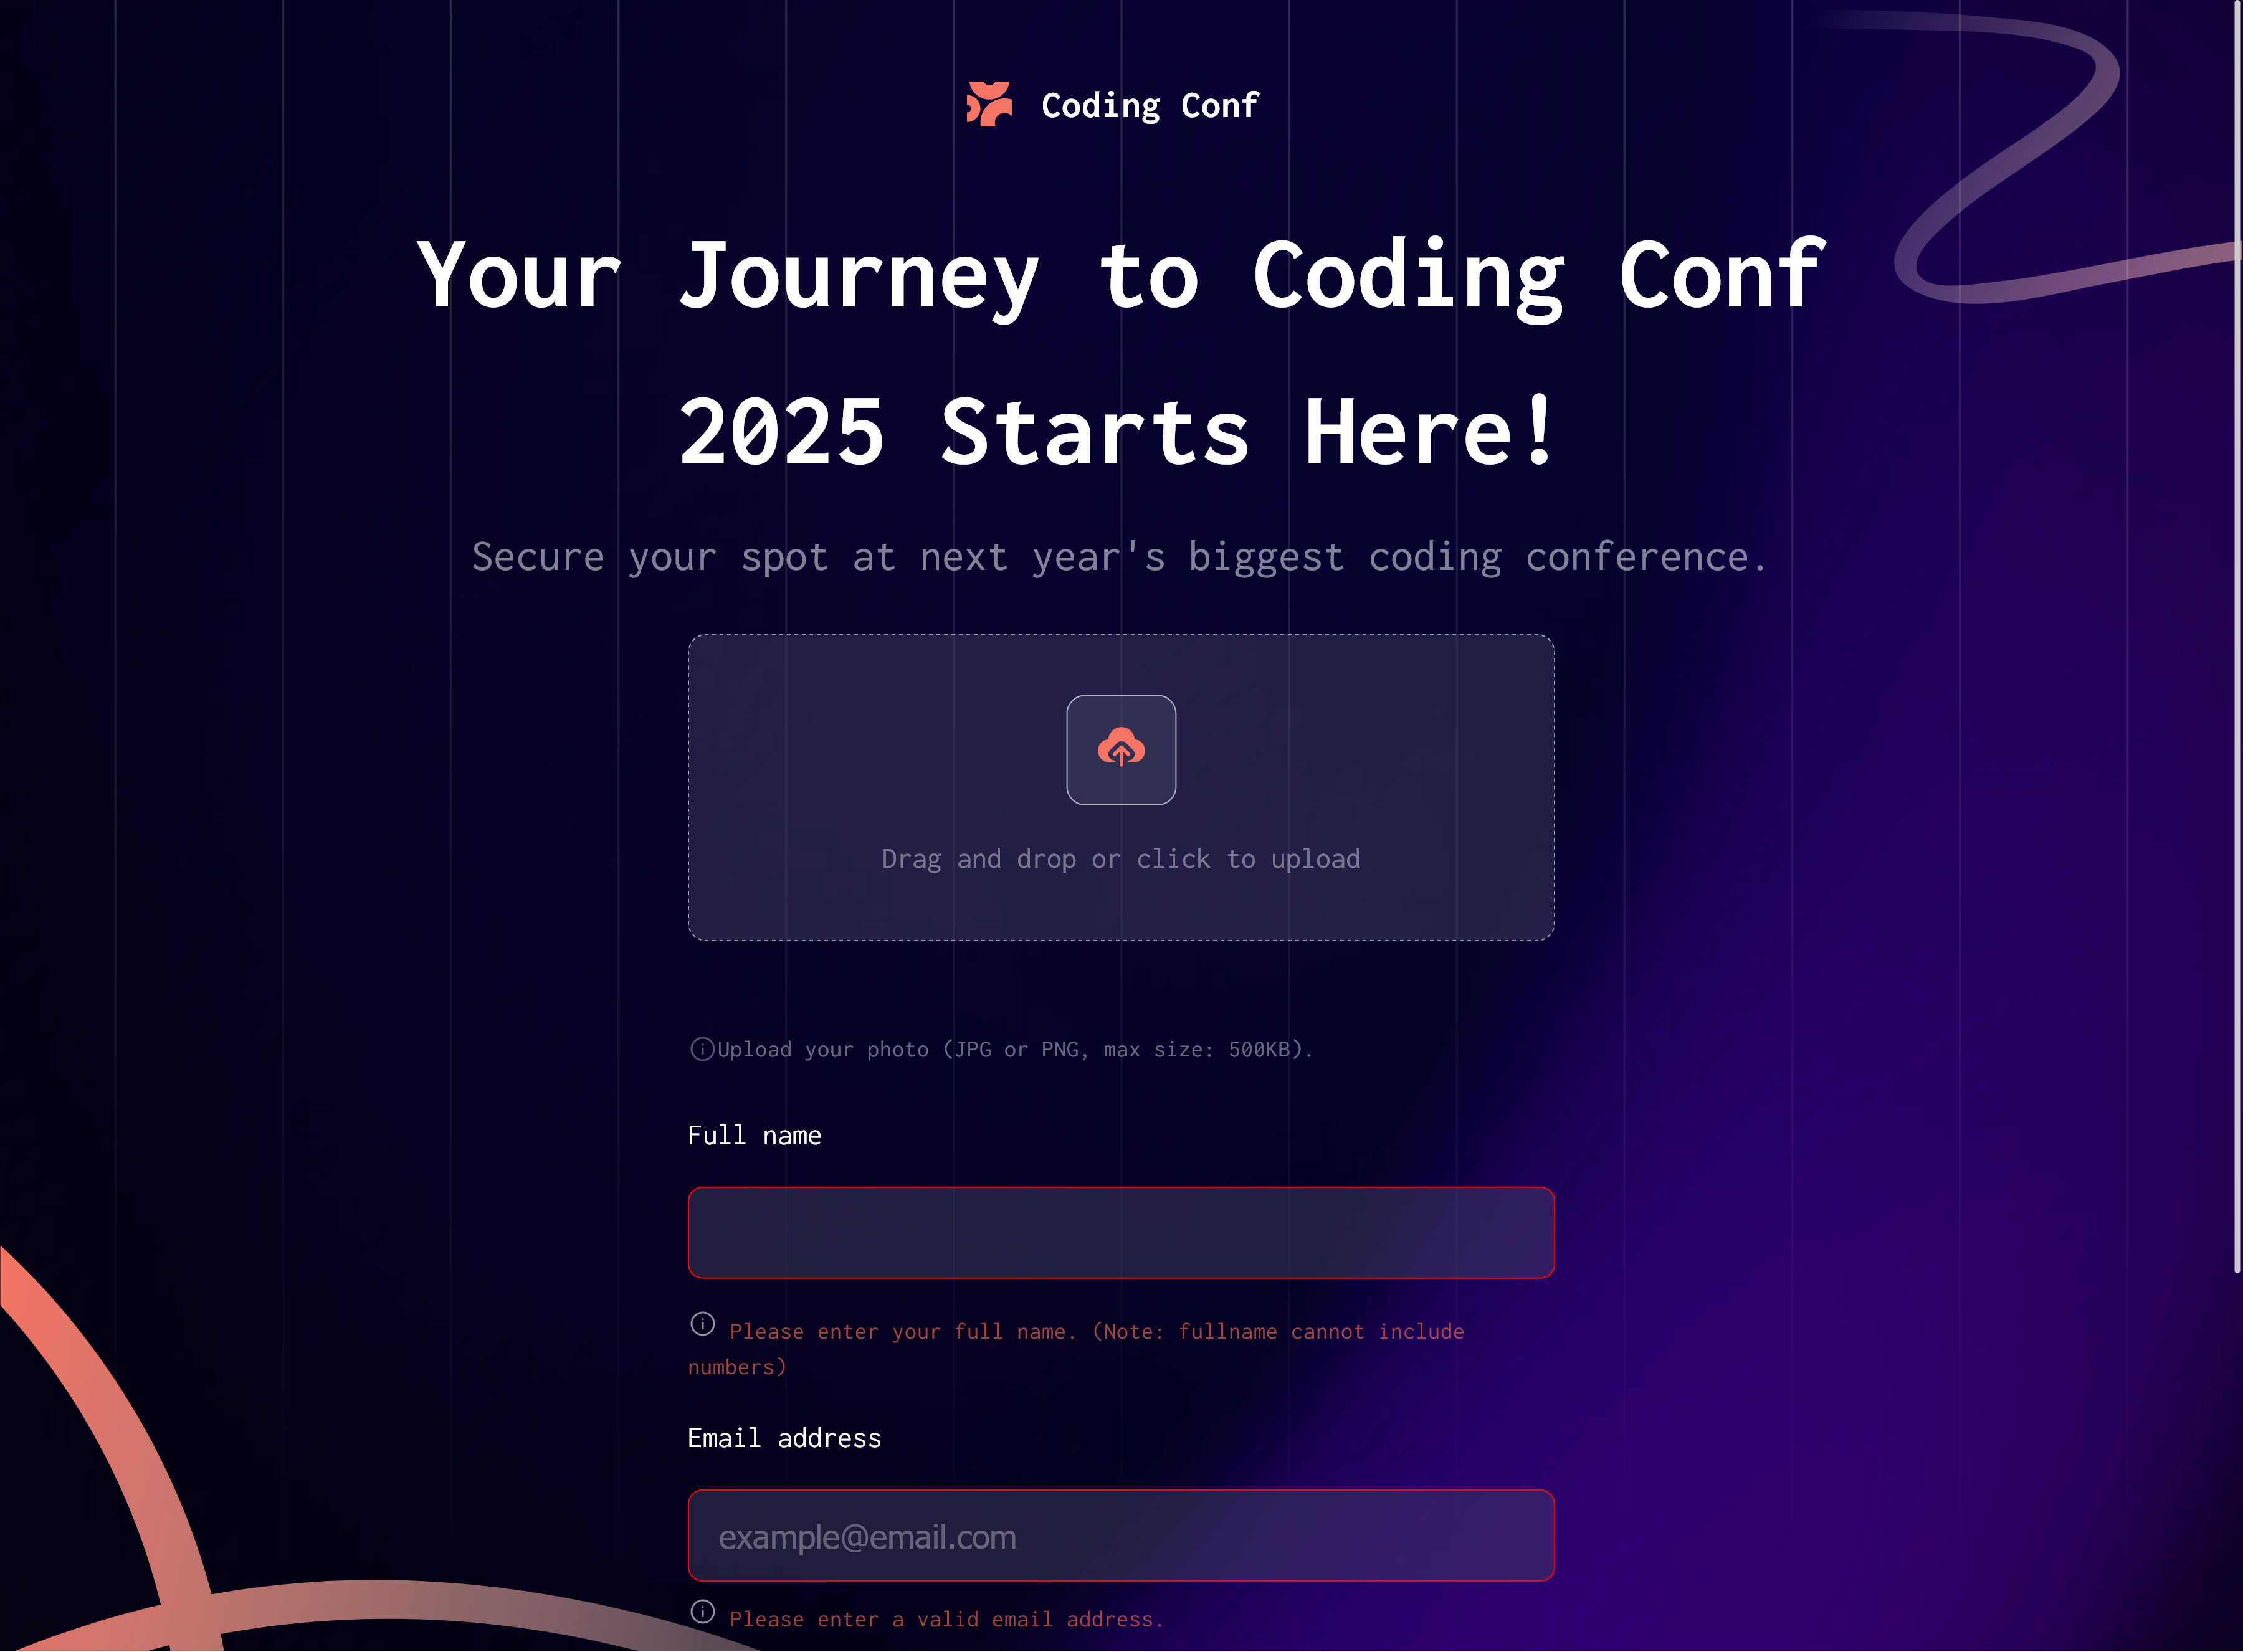 Coding Conf
Your Journey to Coding Conf
2025 Starts Here!
Secure your spot at next year's biggest coding conference.
Drag and drop or click to upload
Upload your photo (JPG or PNG, max size: 500KB).
Full name
Please enter your full name. (Note: fullname cannot include
numbers)
Email address
example@email.com
Please enter a valid email address.